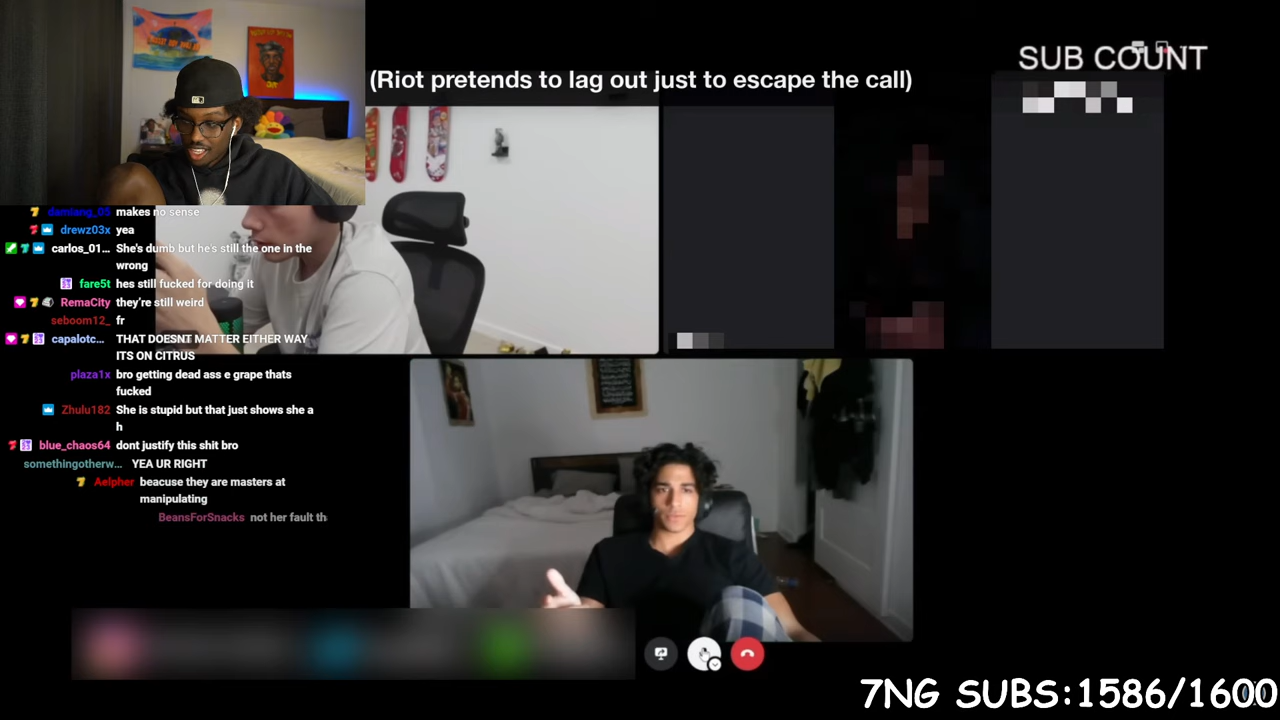 SUB COUNT
(Riot pretends to lag out just to escape the call)
damiang_05 makes no sense
drewz03x yea
carlos_01... She's dumb but he's still the one in the
wrong
fare5t hes still fucked for doing it
RemaCity they're still weird
seboom12_ fr
capalotc... THAT DOESNT MATTER EITHER WAY
ITS ON CITRUS
plaza1x bro getting dead ass e grape thats
fucked
Zhulu182 She is stupid but that just shows she a
h
blue_chaos64 dont justify this shit bro
somethingotherw... YEA UR RIGHT
Aelpher beacuse they are masters at
manipulating
BeansForSnacks not her fault th
7NG SUBS:1586/1600